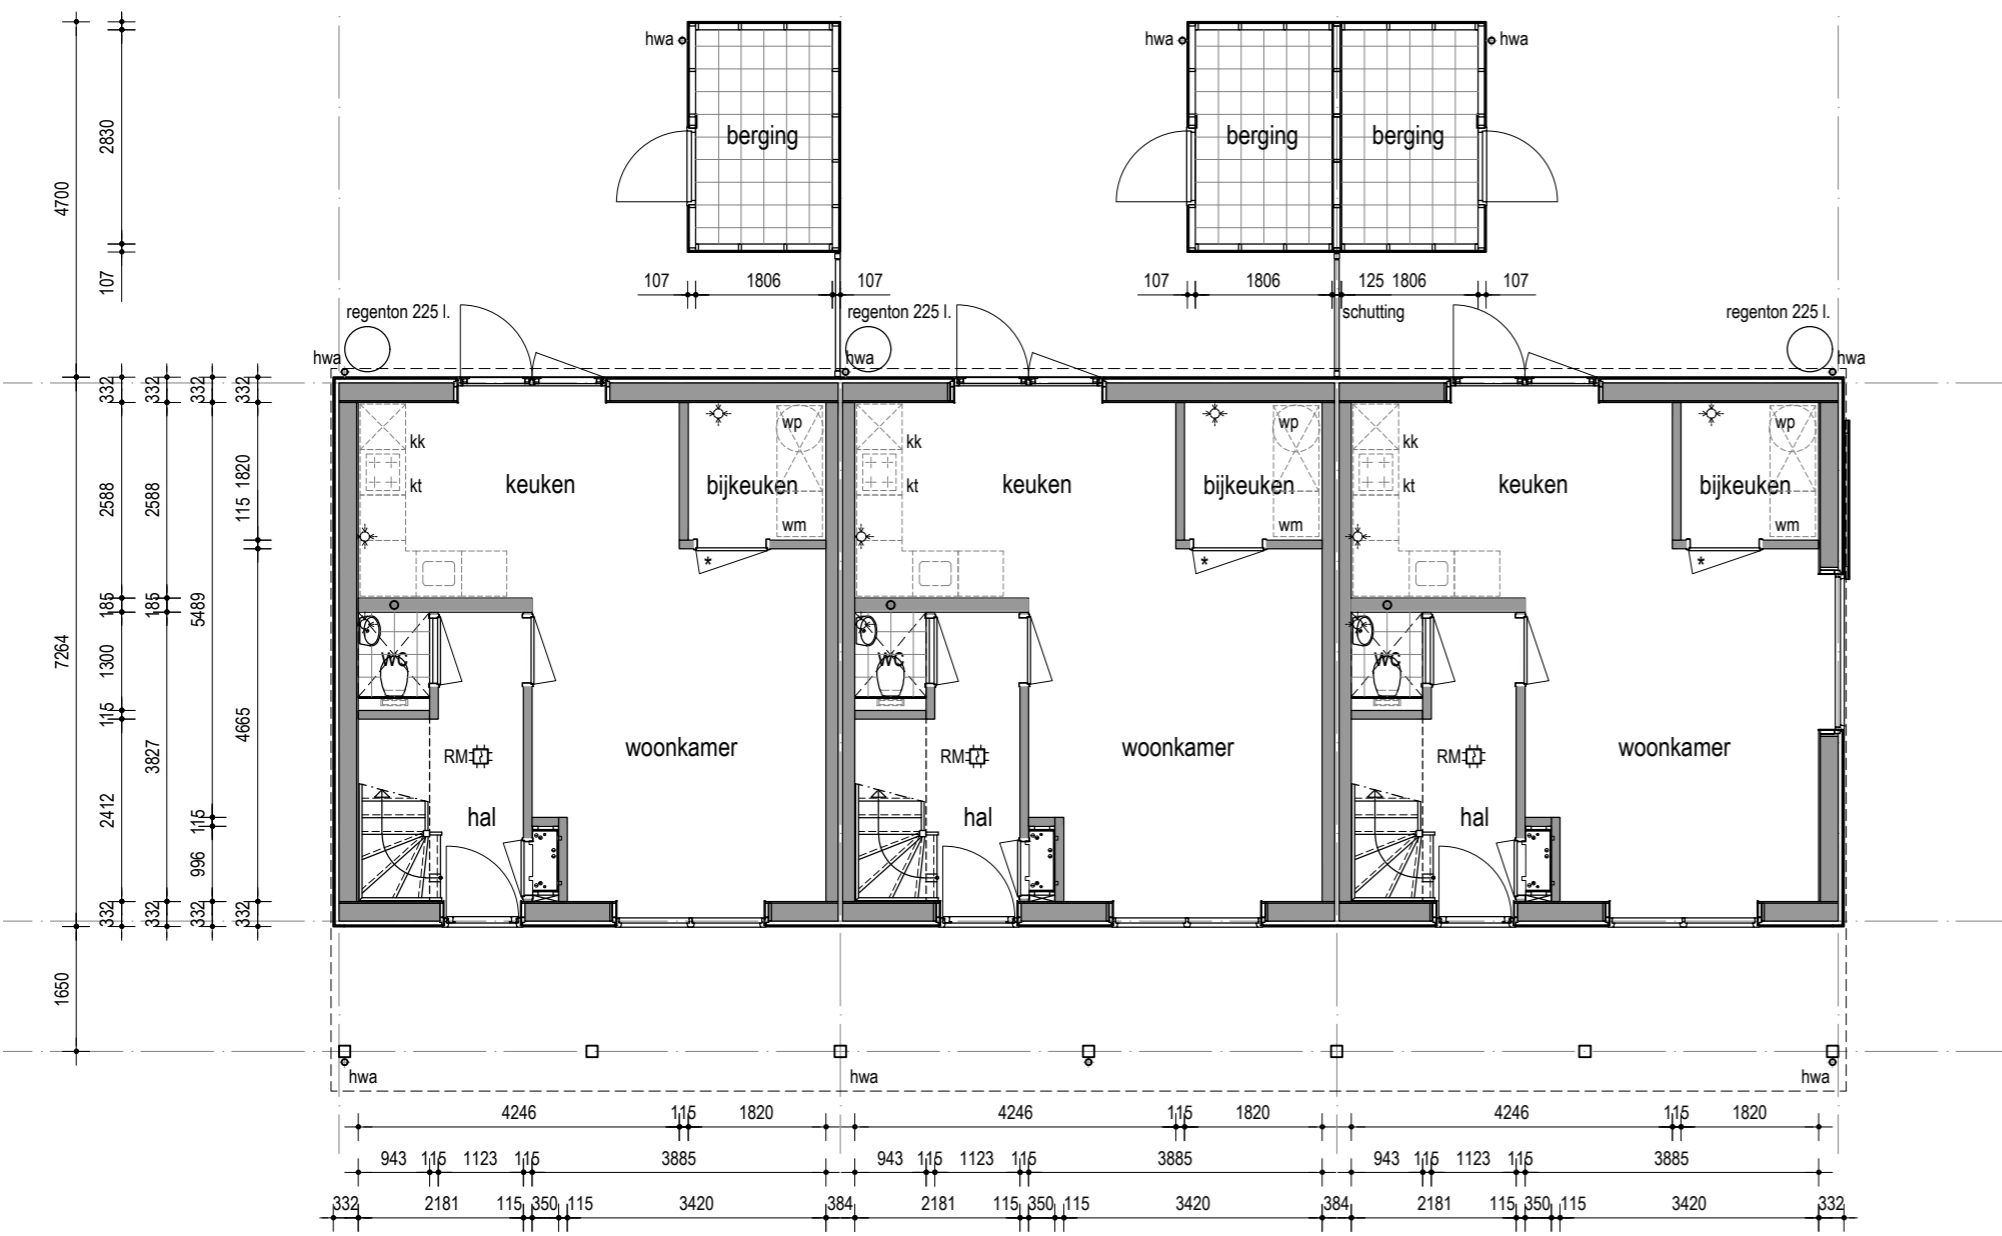 hwa
hwa
hwa
berging
berging
berging
107
1806
107
107
1806
125
1806
107
regenton 225 l.
regenton 225 l.
schutting
regenton 225 l.
hwa
hwa
hwa
4700
7264
1650
2830
107
332
2588
185
1300
115
2412
332
332
2588
185
3827
332
332
5489
115
996
332
332
1820
115
4665
332
kk
kt
keuken
bijkeuken
wp
wm
*
WC
RM
hal
woonkamer
kk
kt
keuken
bijkeuken
wp
wm
*
WC
RM
hal
woonkamer
kk
kt
keuken
bijkeuken
wp
wm
*
WC
RM
hal
woonkamer
hwa
hwa
hwa
4246 115 1820 4246 115 1820 4246 115 1820
943 115 1123 115 3885 943 115 1123 115 3885 943 115 1123 115 3885
332 2181 115 350 115 3420 384 2181 115 350 115 3420 384 2181 115 350 115 3420 332